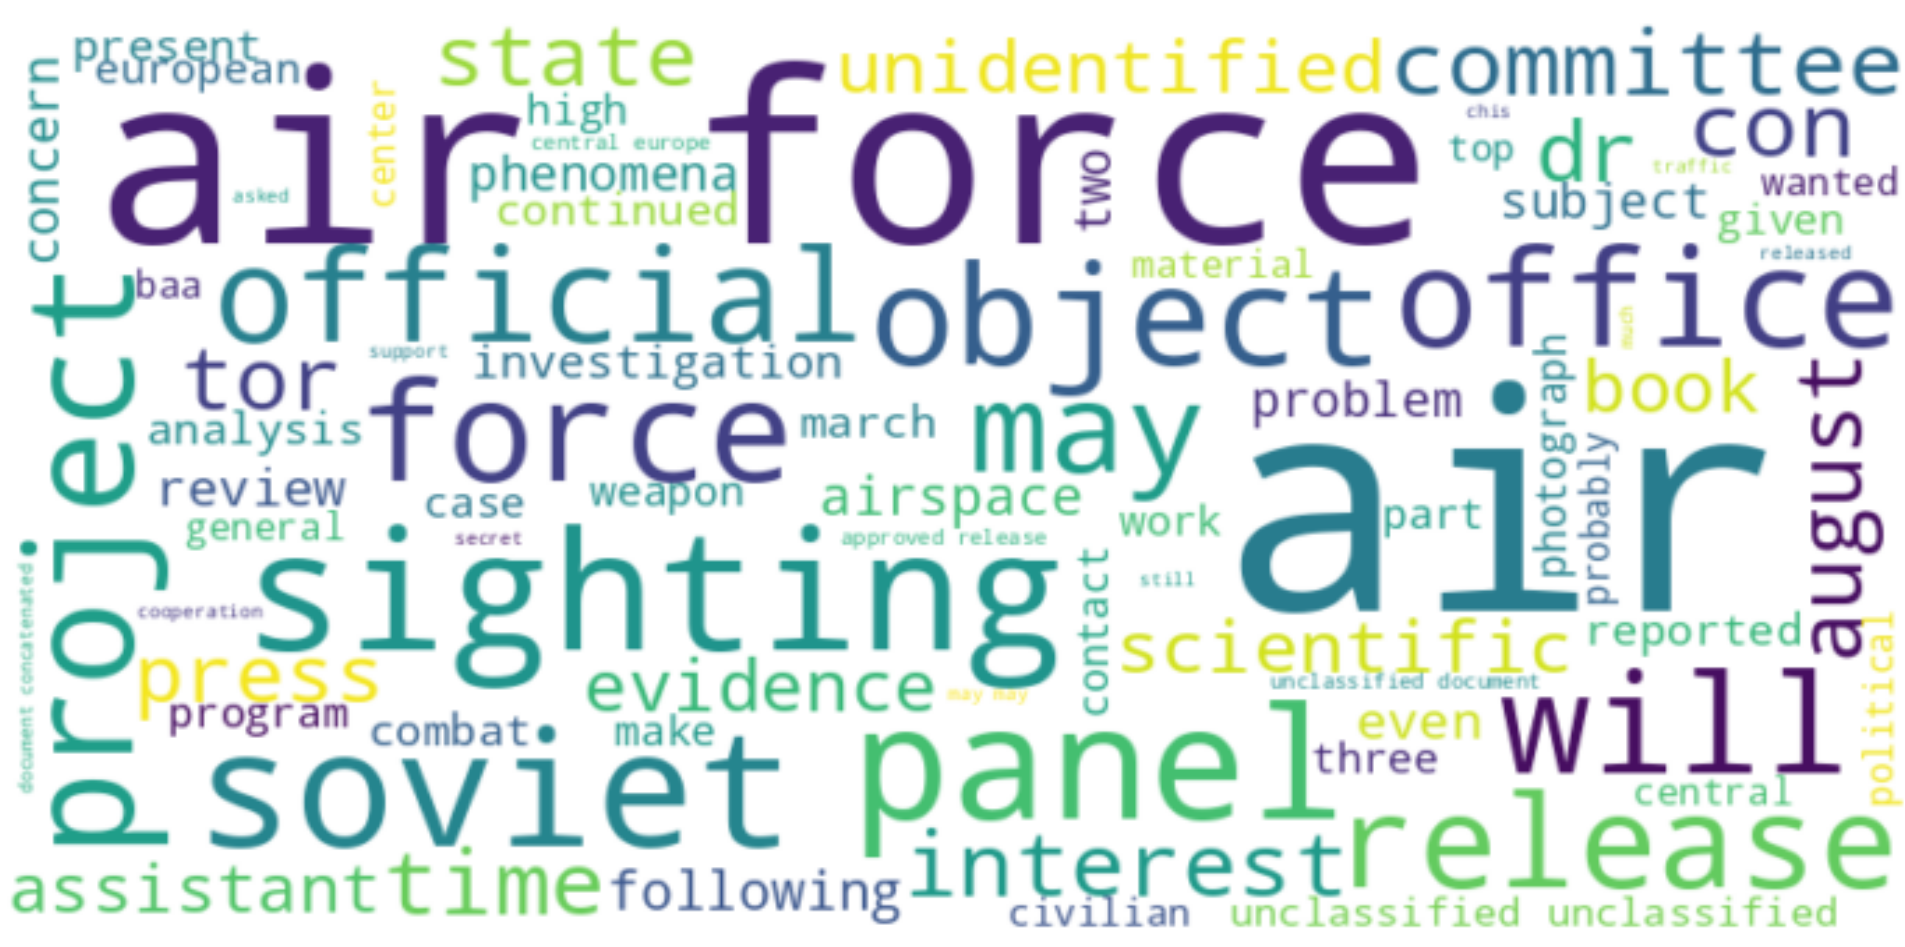 present
european
state
unidentified
committee
concern
center
high
central europe
phenomena
continued
air force
two
chis
top
dr
con
traffic
wanted
subject
given
released
asked
baa
official
object
material
office
much
project
tor
support
investigation
force
march
may
problem
air
photograph
book
august
analysis
review
case
weapon
airspace
work
part
probably
general
secret
approved release
still
sighting
contact
document concatenated
cooperation
scientific
reported
press
evidence
may may
unclassified document
political
program
combat
make
soviet
panel
even
three
will
central
release
assistant
time
following
interest
civilian
unclassified unclassified